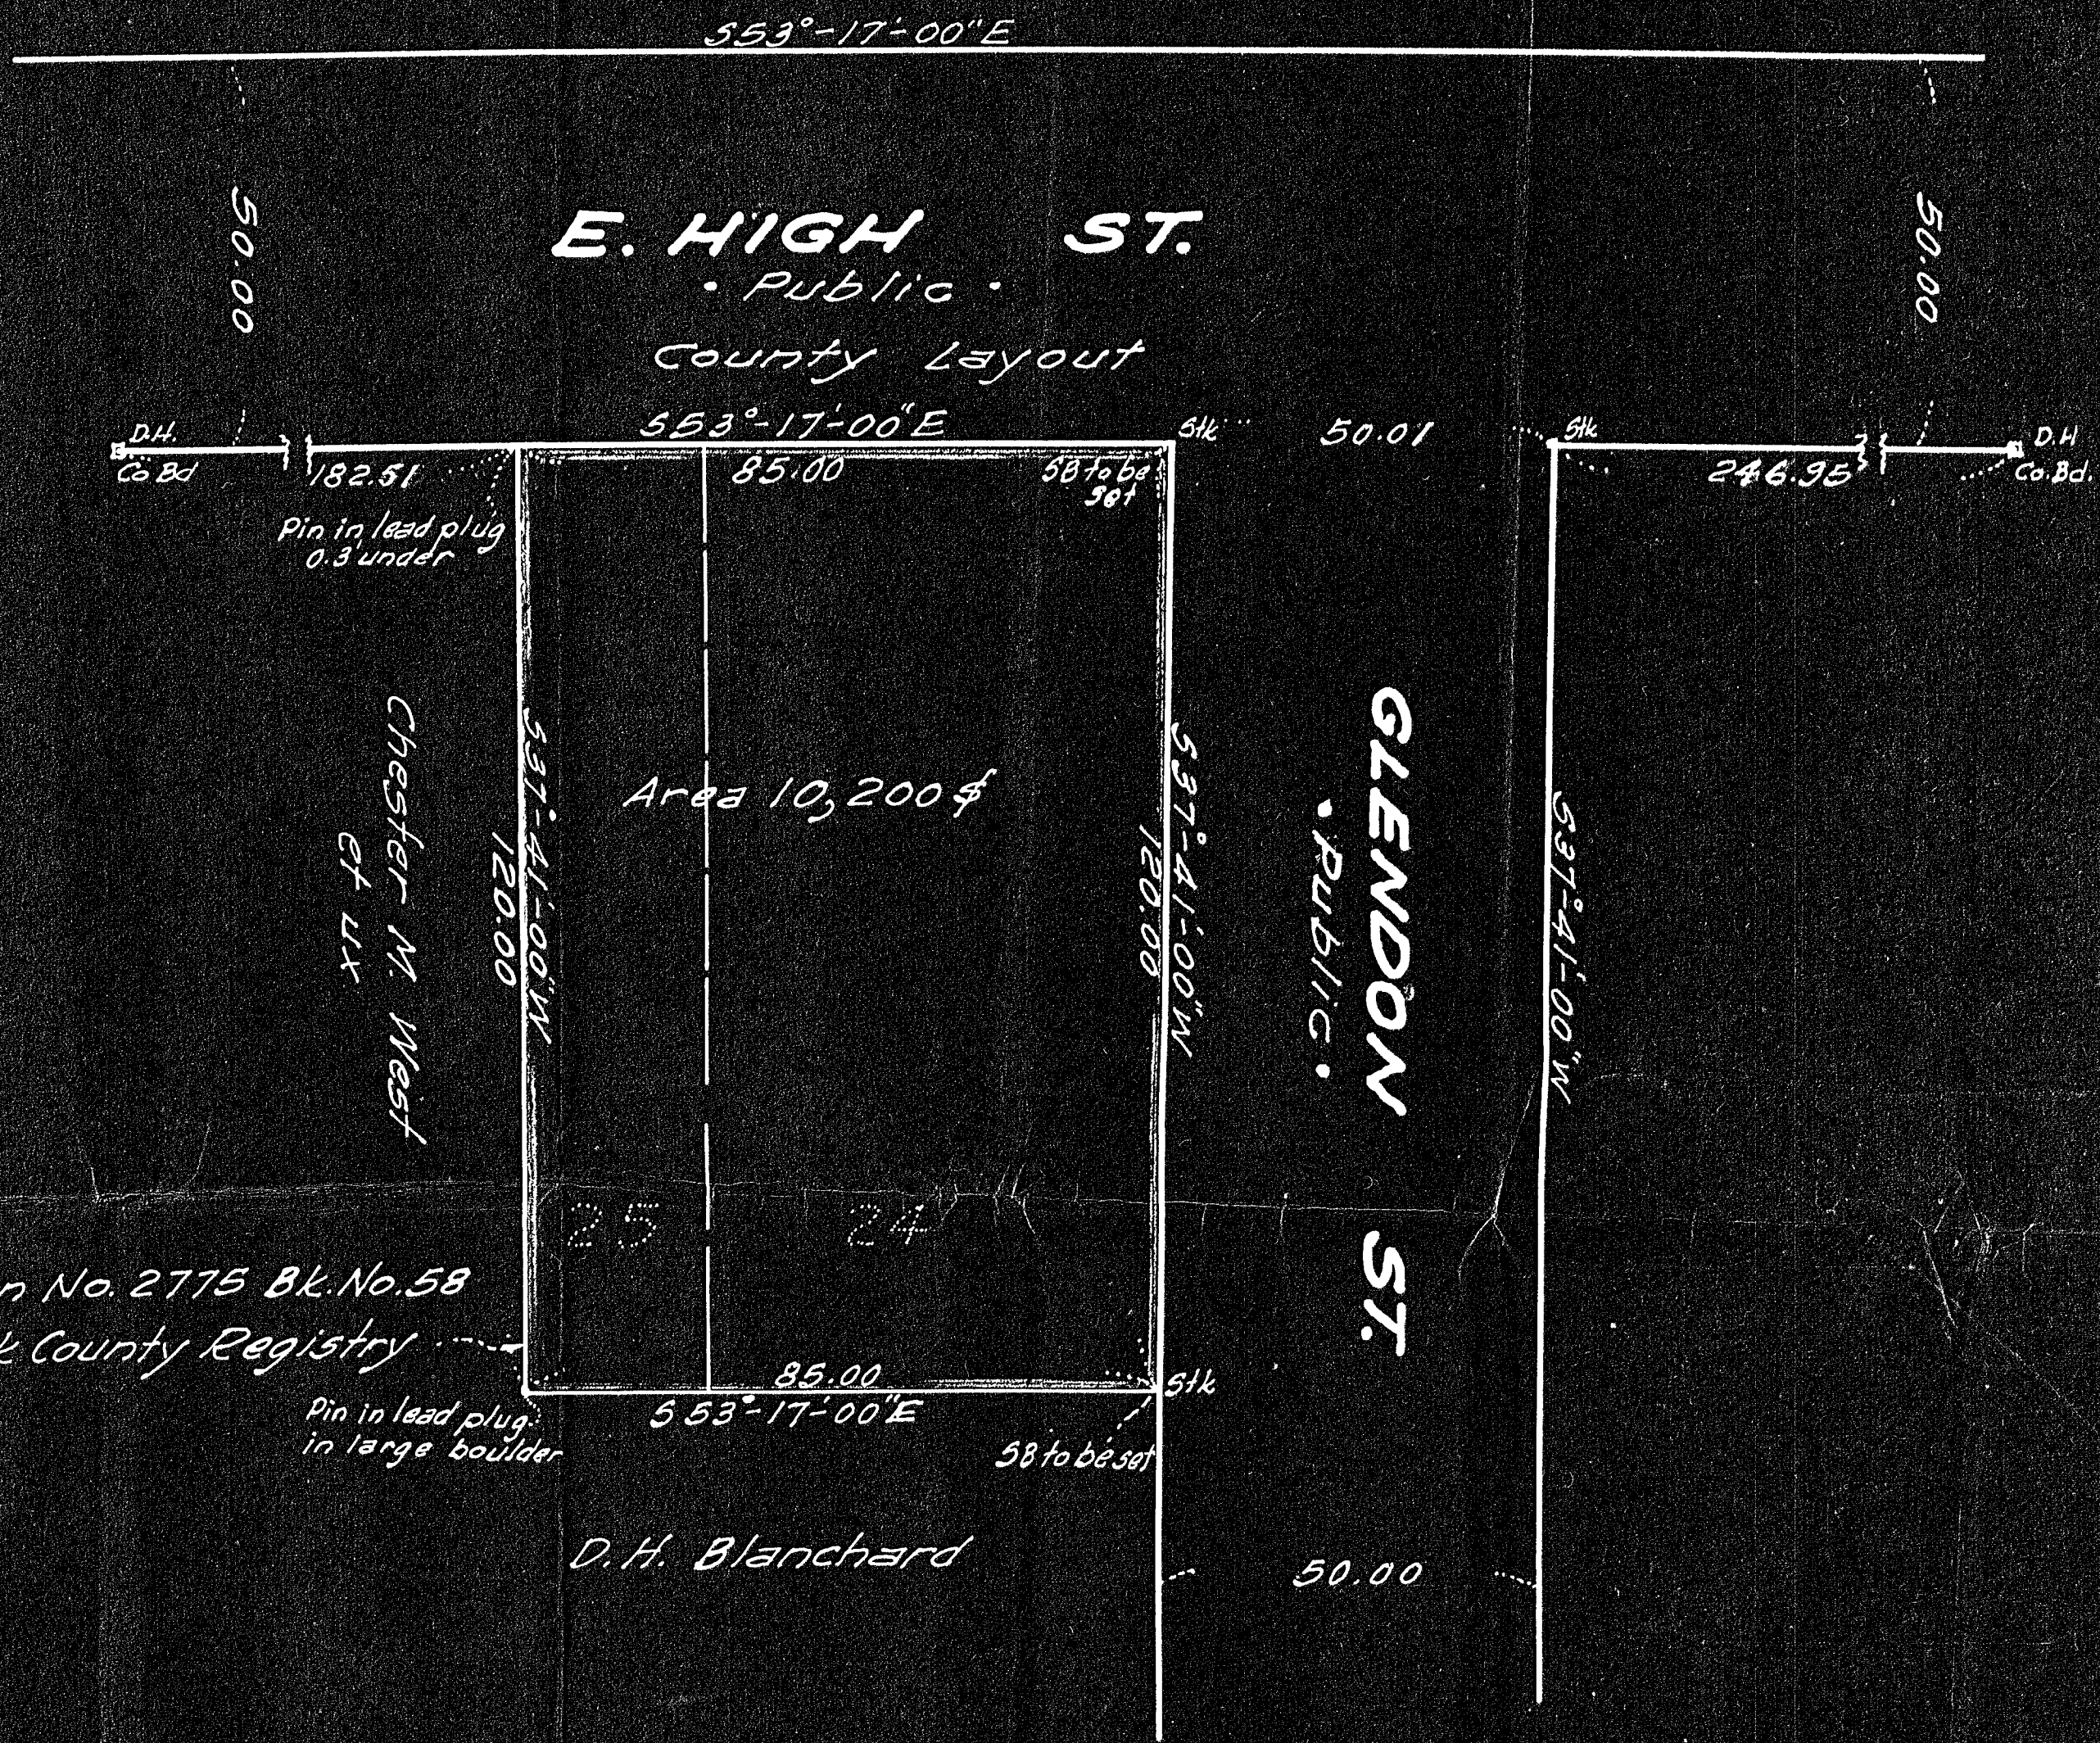 S53°-17'-00"E
50.00
50.00
E. HIGH ST.
• Public •
County Layout
S53°-17'-00"E
D.H.
Co Bd
182.51
85.00
SB to be
set
Stk
50.01
Stk
246.95
D.H
Co. Bd.
Pin in lead plug
0.3' under
Chester M. West
et ux
S37°-41'-00"W
120.00
Area 10,200
S37°-41'-00"W
120.00
GLENDON ST.
• Public •
S37°-41'-00"W
25
24
No. 2775 Bk. No. 58
County Registry
85.00
S53°-17'-00"E
Stk
Pin in lead plug
in large boulder
SB to be set
D.H. Blanchard
50.00